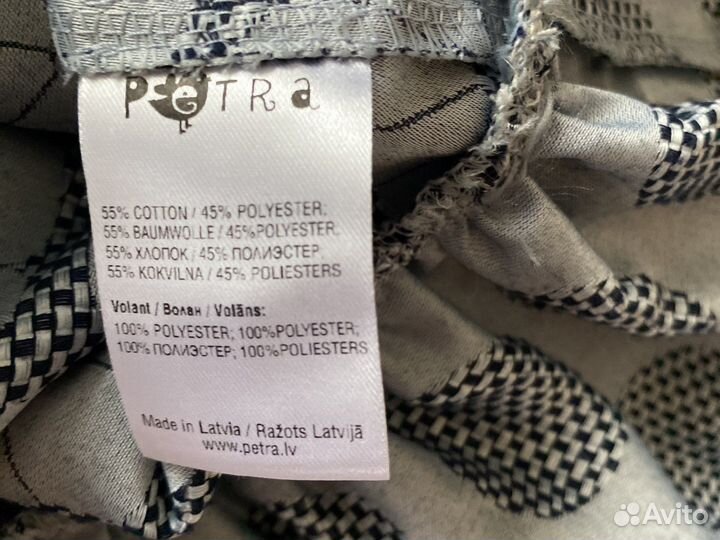 PeTRa
55% COTTON / 45% POLYESTER;
55% BAUMWOLLE / 45%POLYESTER;
55% ХЛОПОК / 45% ПОЛИЭСТЕР
55% KOKVILNA / 45% POLIESTERS
Volant / Волан / Volāns:
100% POLYESTER; 100%POLYESTER;
100% ПОЛИЭСТЕР; 100%POLIESTERS
Made in Latvia / Ražots Latvijā
www.petra.lv
Avito